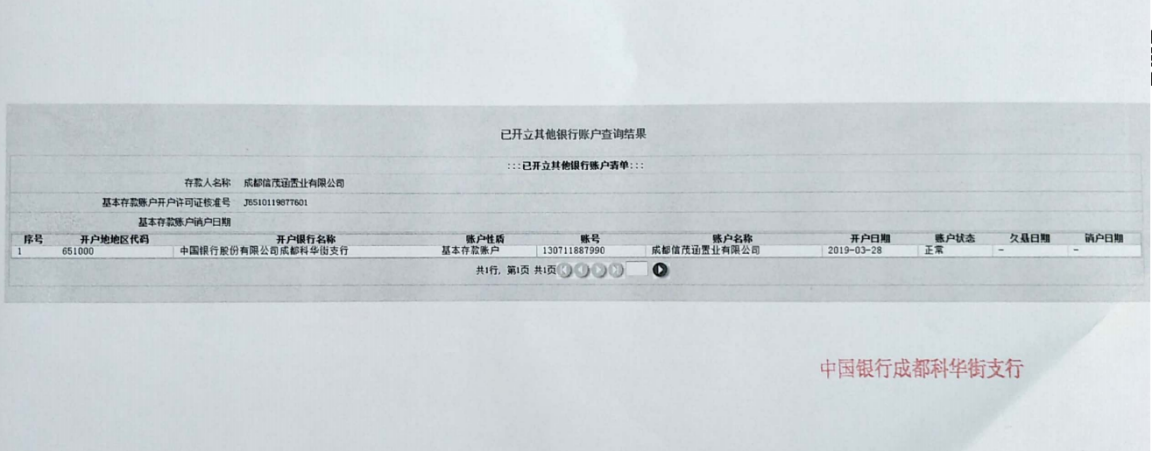 已开立其他银行账户查询结果
:::已开立其他银行账户清单:::
存款人名称 成都信茂涵置业有限公司
基本存款账户开户许可证核准号 J6510119877601
基本存款账户销户日期
序号 开户地地区代码 开户银行名称 账户性质 账号 账户名称 开户日期 账户状态 久悬日期 销户日期
1 651000 中国银行股份有限公司成都科华街支行 基本存款账户 130711887990 成都信茂涵置业有限公司 2019-03-28 正常 - -
共1行, 第1页 共1页
中国银行成都科华街支行